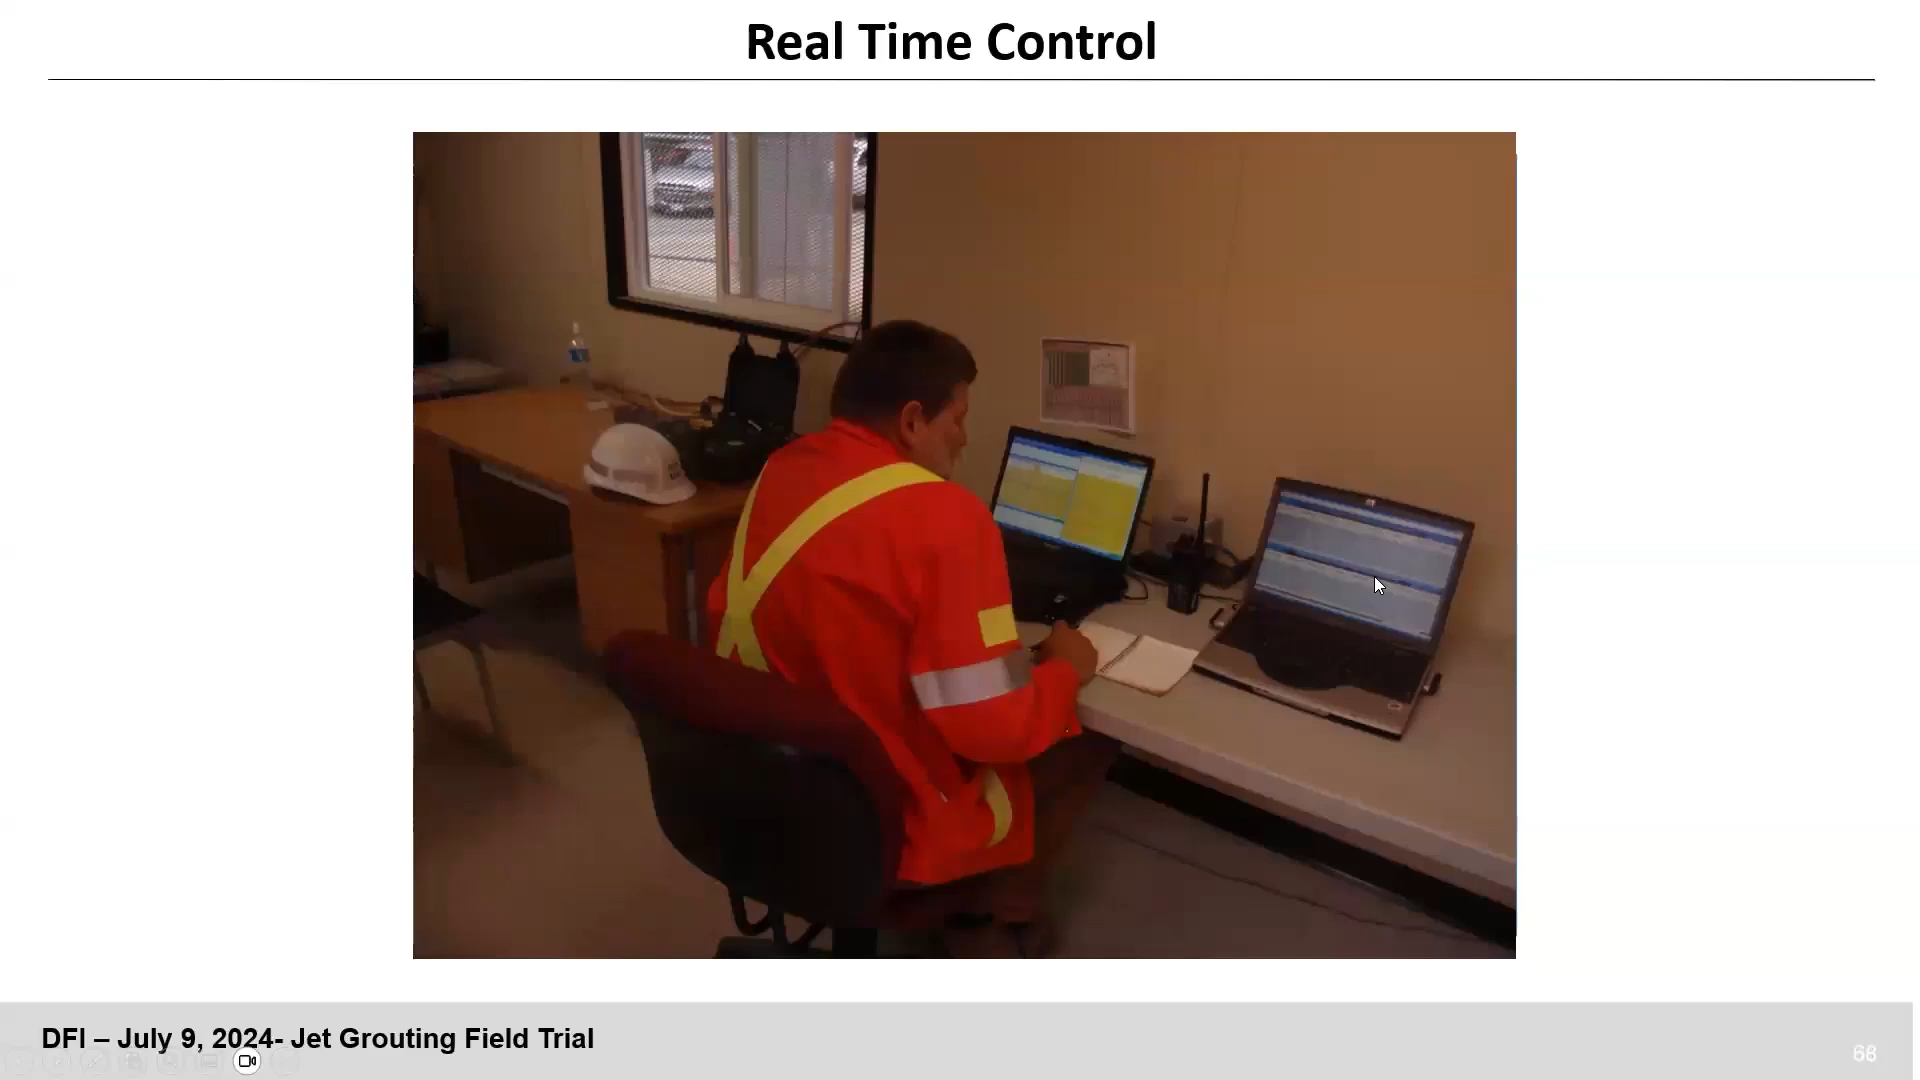 Real Time Control
DFI – July 9, 2024- Jet Grouting Field Trial
68